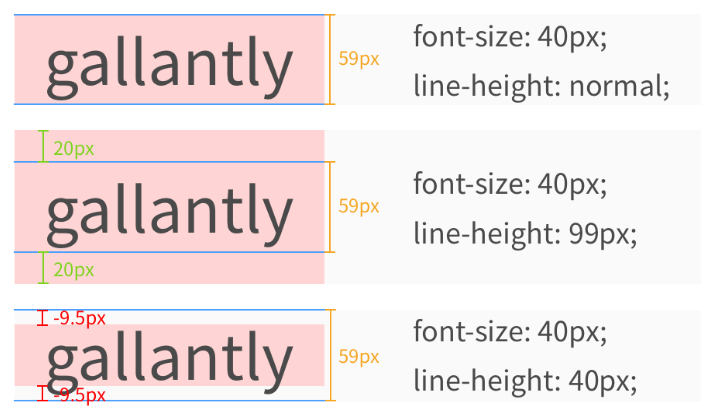 gallantly
59px
font-size: 40px;
line-height: normal;
20px
gallantly
59px
20px
font-size: 40px;
line-height: 99px;
-9.5px
gallantly
59px
-9.5px
font-size: 40px;
line-height: 40px;